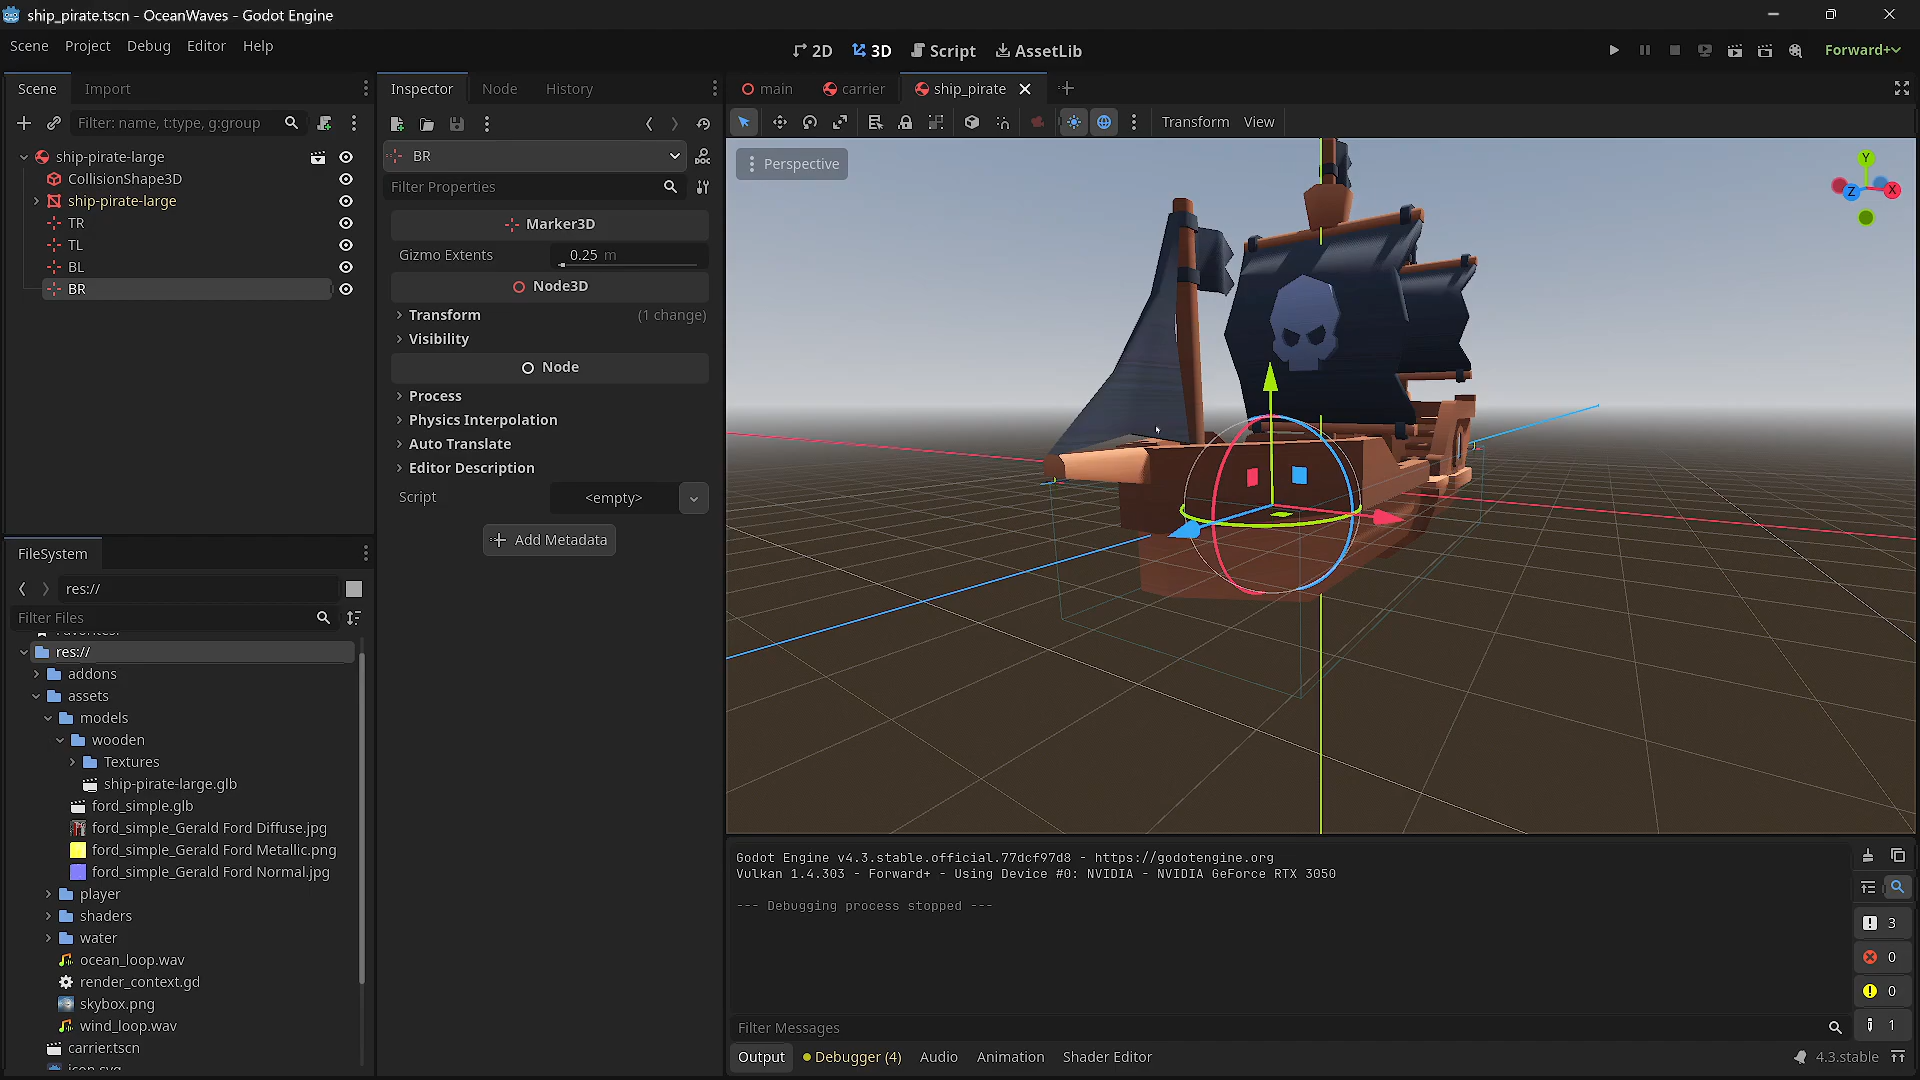 ship_pirate.tscn - OceanWaves - Godot Engine
Scene Project Debug Editor Help
2D 3D Script AssetLib
Forward+
Scene Import
Filter: name, t:type, g:group
ship-pirate-large
CollisionShape3D
ship-pirate-large
TR
TL
BL
BR
Inspector Node History
BR
Filter Properties
Marker3D
Gizmo Extents 0.25 m
Node3D
Transform (1 change)
Visibility
Node
Process
Physics Interpolation
Auto Translate
Editor Description
Script <empty>
Add Metadata
main carrier ship_pirate
Transform View
Perspective
Y
Z X
FileSystem
res://
Filter Files
res://
addons
assets
models
wooden
Textures
ship-pirate-large.glb
ford_simple.glb
ford_simple_Gerald Ford Diffuse.jpg
ford_simple_Gerald Ford Metallic.png
ford_simple_Gerald Ford Normal.jpg
player
shaders
water
ocean_loop.wav
render_context.gd
skybox.png
wind_loop.wav
carrier.tscn
Godot Engine v4.3.stable.official.77dcf97d8 - https://godotengine.org
Vulkan 1.4.303 - Forward+ - Using Device #0: NVIDIA - NVIDIA GeForce RTX 3050
--- Debugging process stopped ---
3
0
0
1
Filter Messages
Output Debugger (4) Audio Animation Shader Editor
4.3.stable